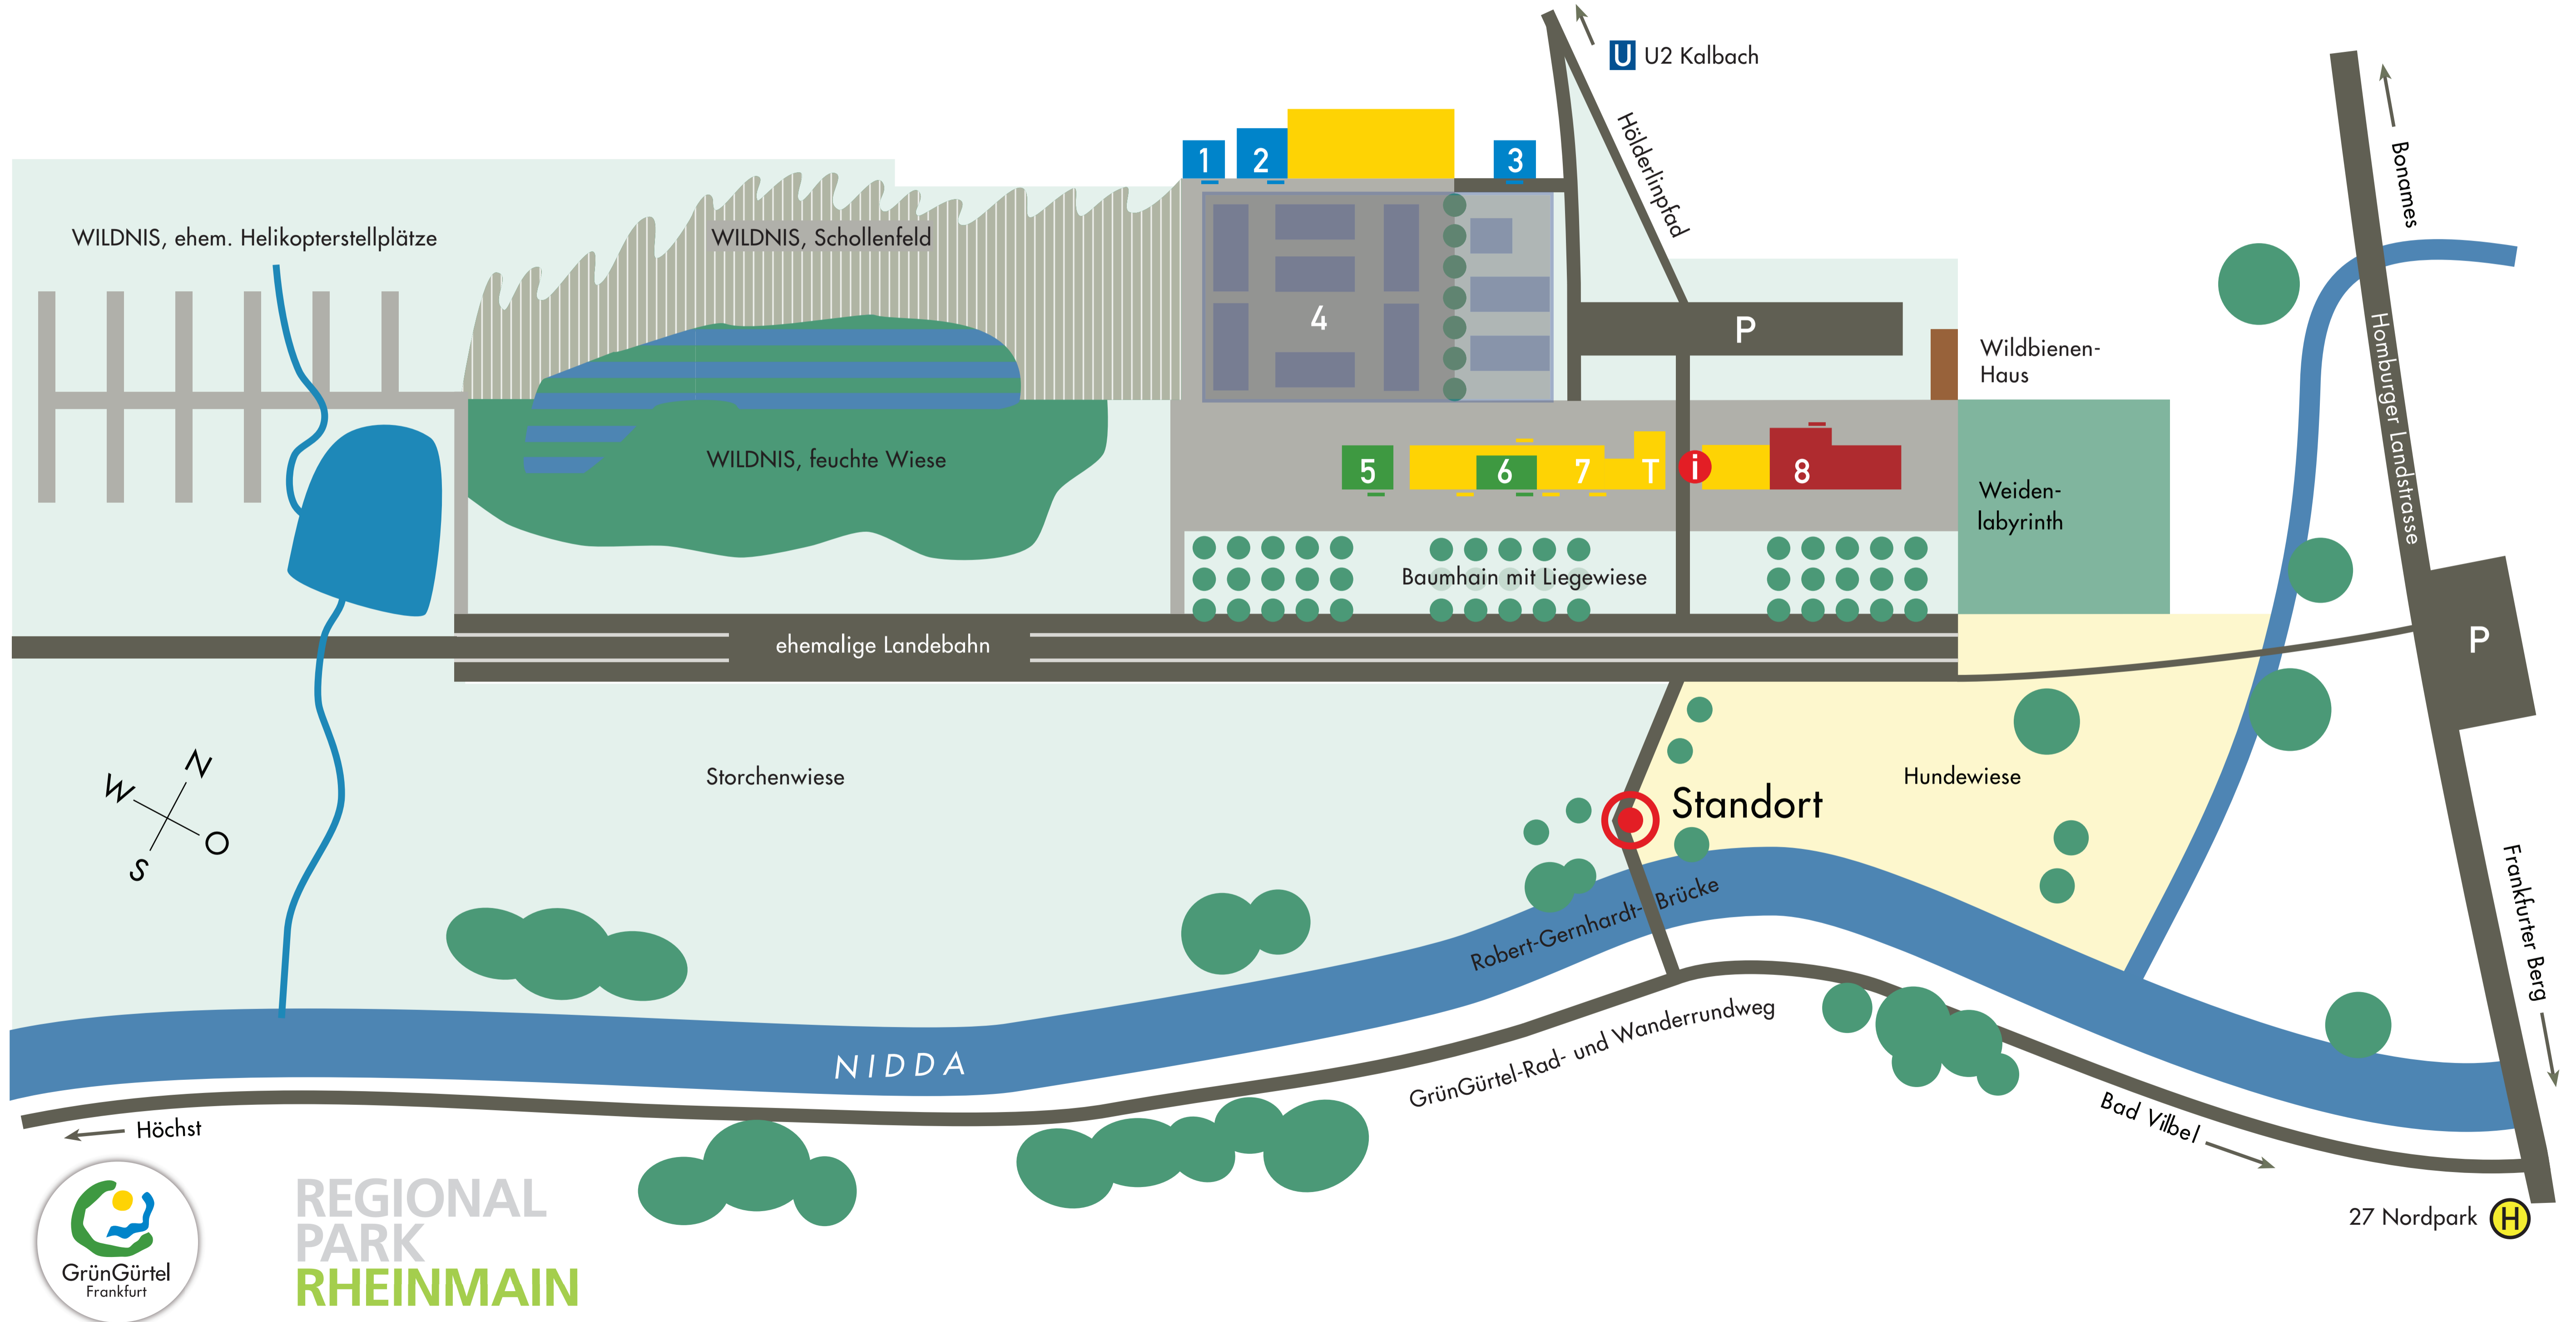 U U2 Kalbach
Hölderlinpfad
Bonames
1
2
3
WILDNIS, ehem. Helikopterstellplätze
WILDNIS, Schollenfeld
4
P
Wildbienen-
Haus
Homburger Landstrasse
WILDNIS, feuchte Wiese
5
6
7
T
i
8
Weiden-
labyrinth
Baumhain mit Liegewiese
ehemalige Landebahn
P
N
W
O
S
Storchenwiese
Standort
Hundewiese
Robert-Gernhardt-Brücke
Frankfurter Berg
NIDDA
GrünGürtel-Rad- und Wanderrundweg
Höchst
Bad Vilbel
GrünGürtel
Frankfurt
REGIONAL
PARK
RHEINMAIN
27 Nordpark H